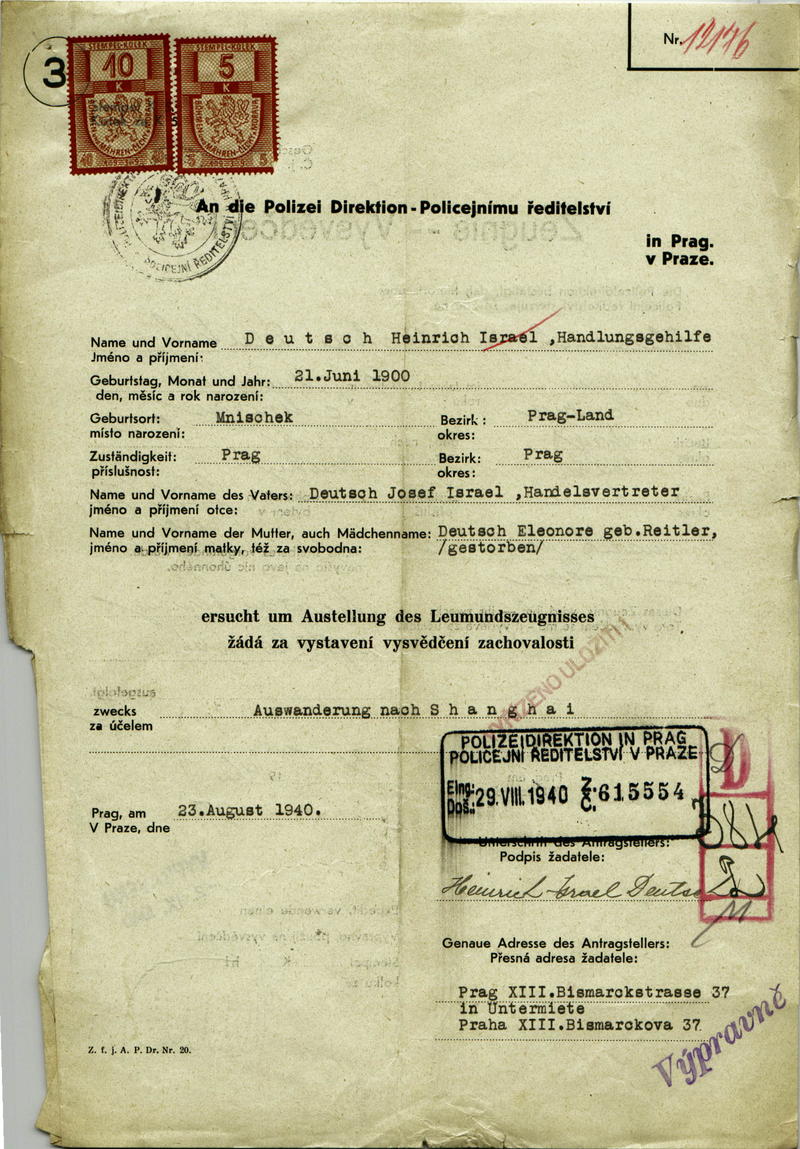 Nr. 12176
3
STEMPEL-KOLEK
10
K
STEMPEL-KOLEK
5
K
An die Polizei Direktion - Policejnímu ředitelství
in Prag.
v Praze.
Name und Vorname D e u t s c h Heinrich Israel ,Handlungsgehilfe
Jméno a příjmení:
Geburtstag, Monat und Jahr: 21.Juni 1900
den, měsíc a rok narození:
Geburtsort: Mnischek Bezirk: Prag-Land
místo narození: okres:
Zuständigkeit: Prag Bezirk: Prag
příslušnost: okres:
Name und Vorname des Vaters: Deutsch Josef Israel ,Handelsvertreter
jméno a příjmení otce:
Name und Vorname der Mutter, auch Mädchenname: Deutsch Eleonore geb.Reitler,
jméno a příjmení matky, též za svobodna: /gestorben/
ersucht um Austellung des Leumundszeugnisses
žádá za vystavení vysvědčení zachovalosti
zwecks Auswanderung nach S h a n g h a i
za účelem
POLIZEIDIREKTION IN PRAG
POLICEJNÍ ŘEDITELSTVÍ V PRAZE
Eing.: Doš.: 29.VIII.1940 Z. Č. 615554
D
Prag, am 23.August 1940.
V Praze, dne
Unterschrift des Antragstellers:
Podpis žadatele:
Heinrich Israel Deutsch
Genaue Adresse des Antragstellers:
Přesná adresa žadatele:
Prag XIII.Bismarckstrasse 37
in Untermiete
Praha XIII.Bismarckova 37
Výpravně
Z. f. j. A. P. Dr. Nr. 20.